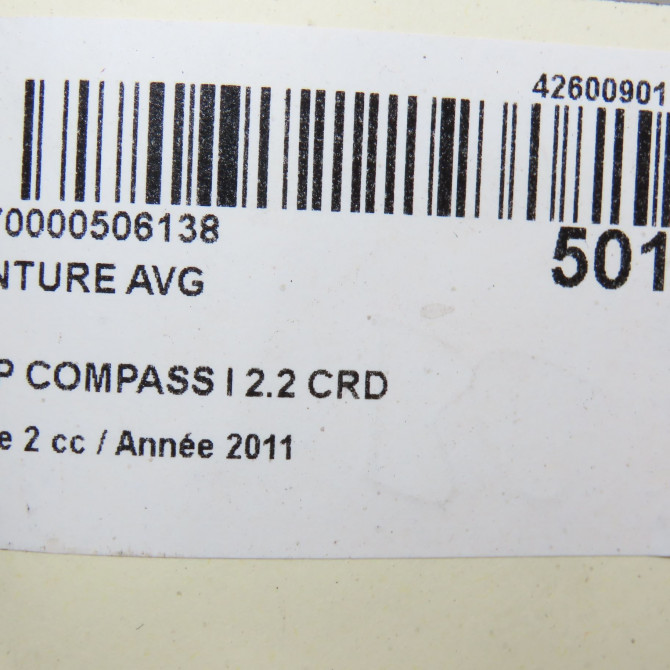 42600901
70000506138
501
NTURE AVG
P COMPASS I 2.2 CRD
e 2 cc / Année 2011